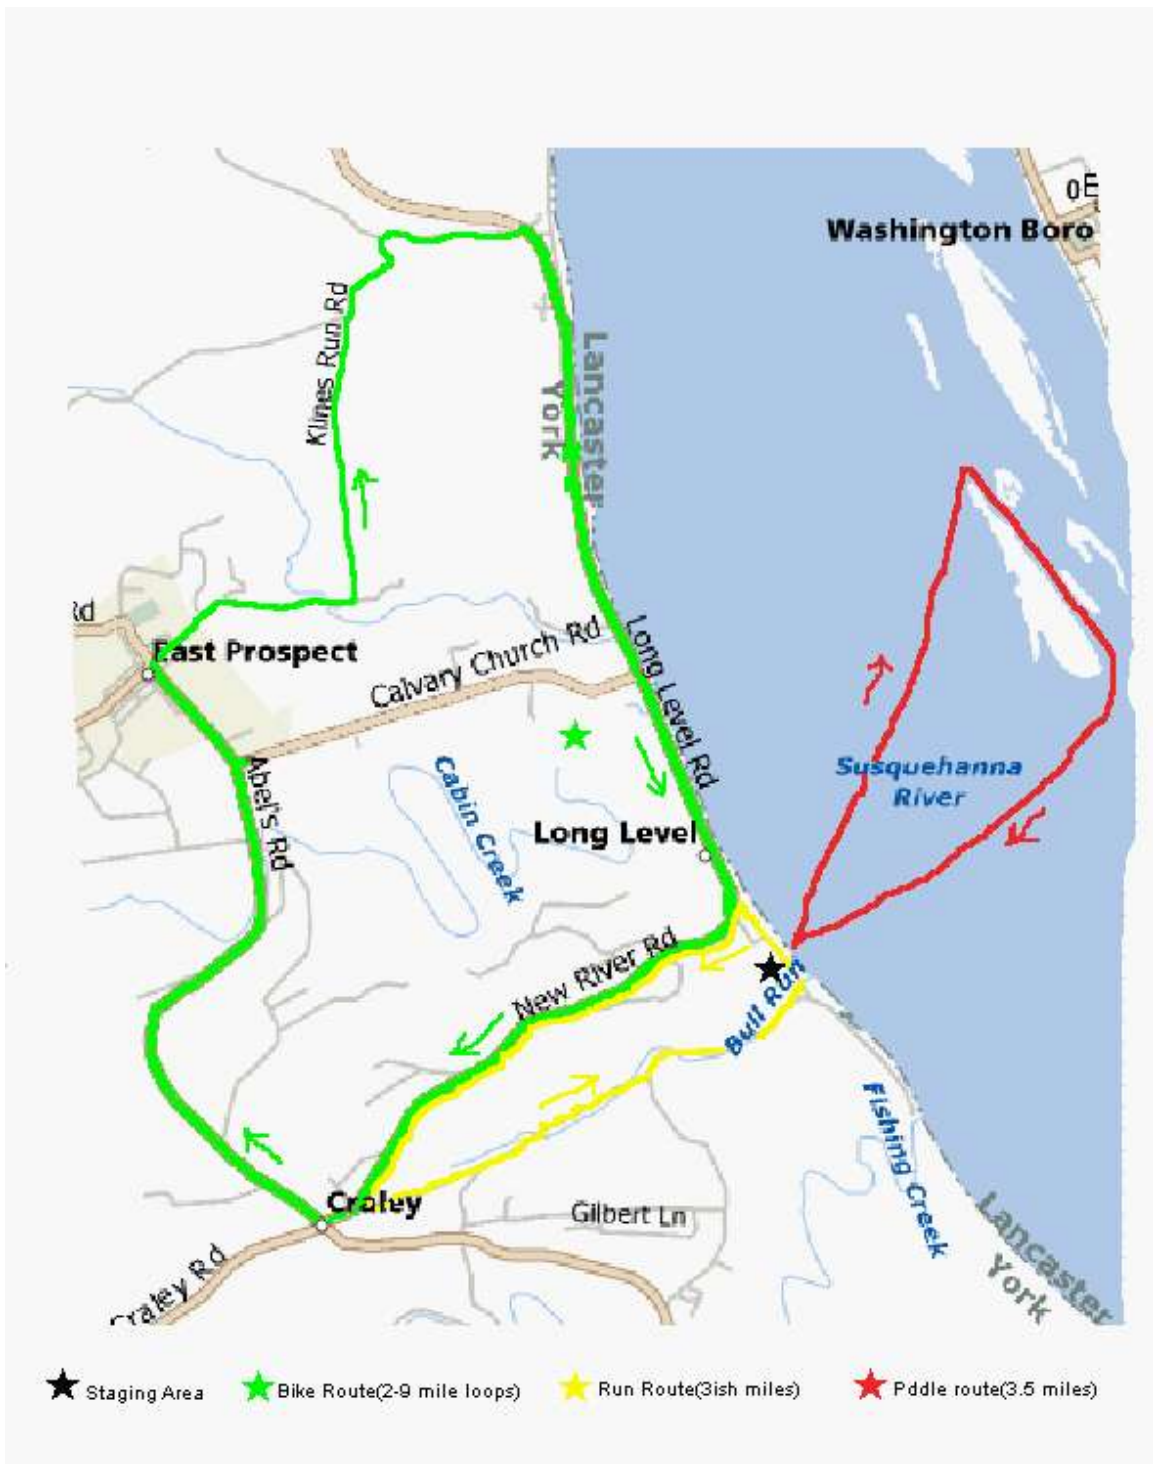 0E
Washington Boro
Klines Run Rd
Lancaster
York
Rd
East Prospect
Calvary Church Rd
Long Level Rd
Abel's Rd
Cabin Creek
Susquehanna
River
Long Level
New River Rd
Bull Run
Fishing Creek
Craley
Gilbert Ln
Craley Rd
Lancaster
York
Staging Area
Bike Route(2-9 mile loops)
Run Route(3ish miles)
Pddle route(3.5 miles)